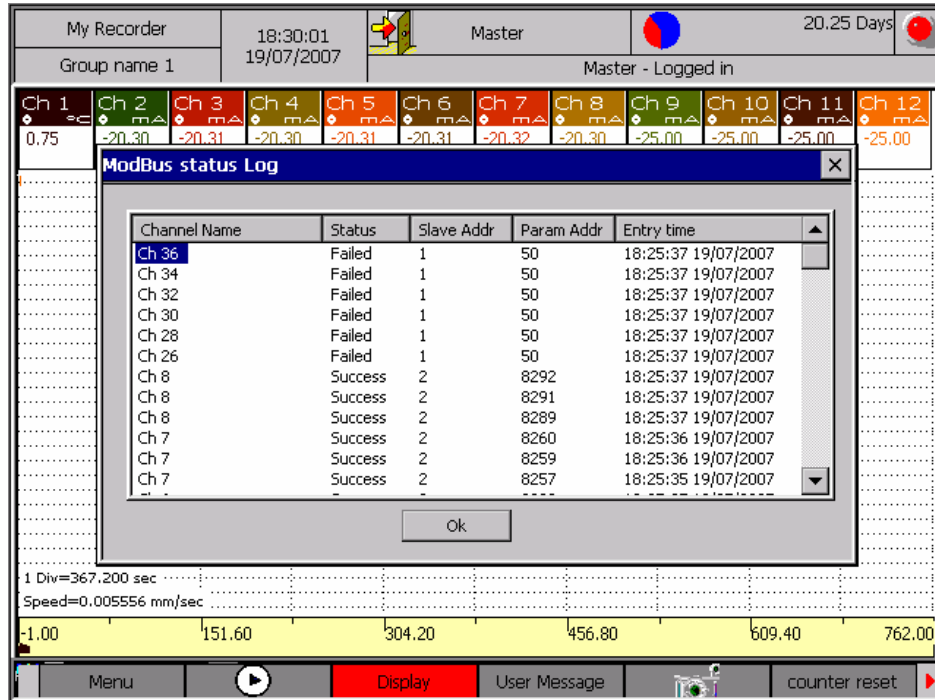 My Recorder
18:30:01
19/07/2007
Master
20.25 Days
Group name 1
Master - Logged in
Ch 1 Ch 2 Ch 3 Ch 4 Ch 5 Ch 6 Ch 7 Ch 8 Ch 9 Ch 10 Ch 11 Ch 12
°C mA mA mA mA mA mA mA mA mA mA mA
0.75 -20.30 -20.31 -20.30 -20.31 -20.31 -20.32 -20.30 -25.00 -25.00 -25.00 -25.00
ModBus status Log
Channel Name Status Slave Addr Param Addr Entry time
Ch 36 Failed 1 50 18:25:37 19/07/2007
Ch 34 Failed 1 50 18:25:37 19/07/2007
Ch 32 Failed 1 50 18:25:37 19/07/2007
Ch 30 Failed 1 50 18:25:37 19/07/2007
Ch 28 Failed 1 50 18:25:37 19/07/2007
Ch 26 Failed 1 50 18:25:37 19/07/2007
Ch 8 Success 2 8292 18:25:37 19/07/2007
Ch 8 Success 2 8291 18:25:37 19/07/2007
Ch 8 Success 2 8289 18:25:37 19/07/2007
Ch 7 Success 2 8260 18:25:36 19/07/2007
Ch 7 Success 2 8259 18:25:36 19/07/2007
Ch 7 Success 2 8257 18:25:35 19/07/2007
Ok
1 Div=367.200 sec
Speed=0.005556 mm/sec
-1.00 151.60 304.20 456.80 609.40 762.00
Menu Display User Message counter reset